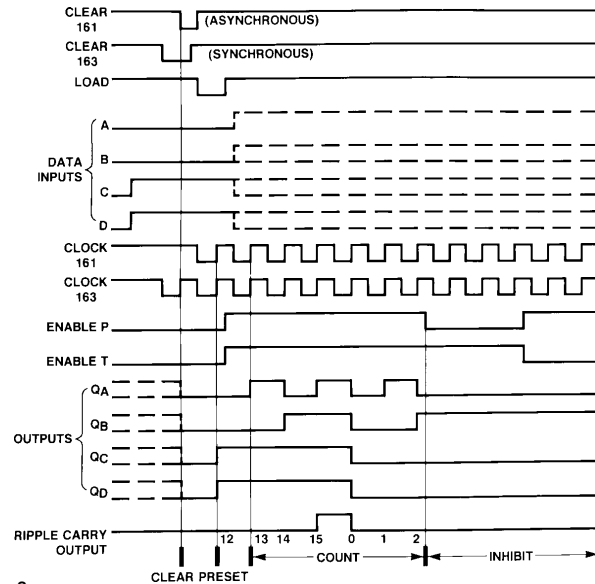 CLEAR
161
(ASYNCHRONOUS)
CLEAR
163
(SYNCHRONOUS)
LOAD
A
B
DATA
INPUTS
C
D
CLOCK
161
CLOCK
163
ENABLE P
ENABLE T
QA
QB
OUTPUTS
QC
QD
RIPPLE CARRY
OUTPUT
12 13 14 15 0 1 2
COUNT
INHIBIT
CLEAR PRESET